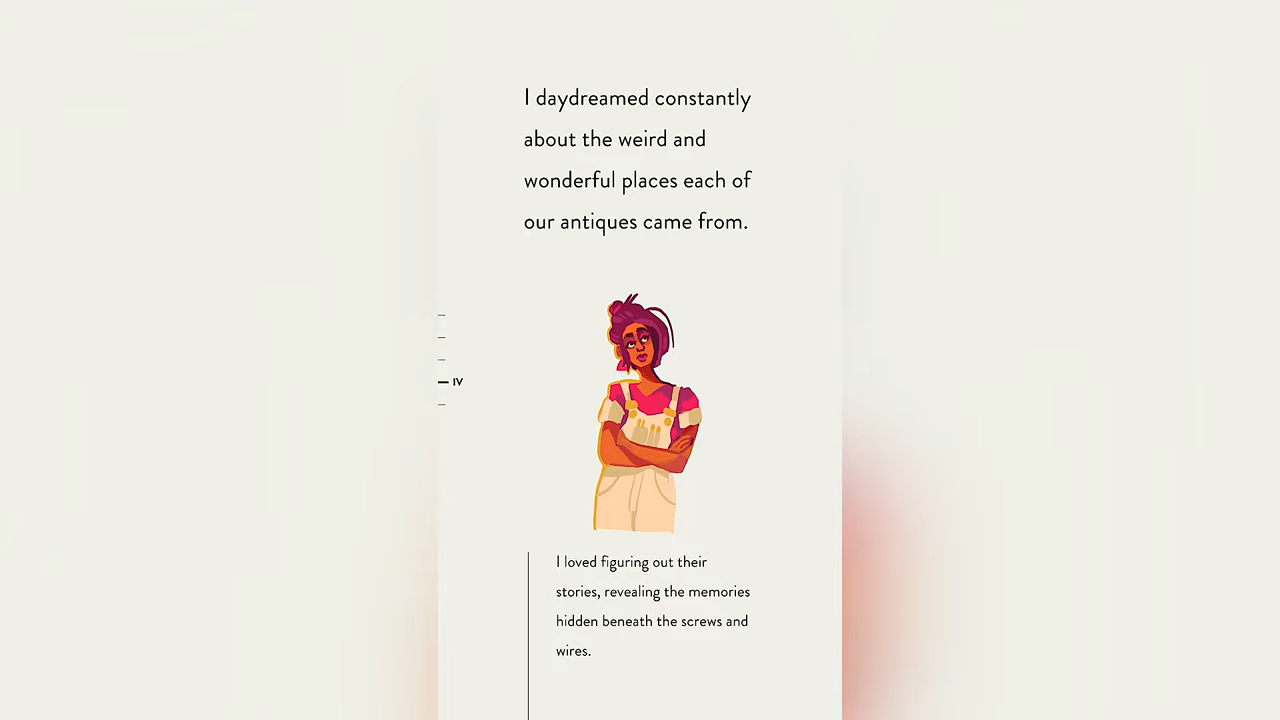 I daydreamed constantly
about the weird and
wonderful places each of
our antiques came from.
IV
I loved figuring out their
stories, revealing the memories
hidden beneath the screws and
wires.